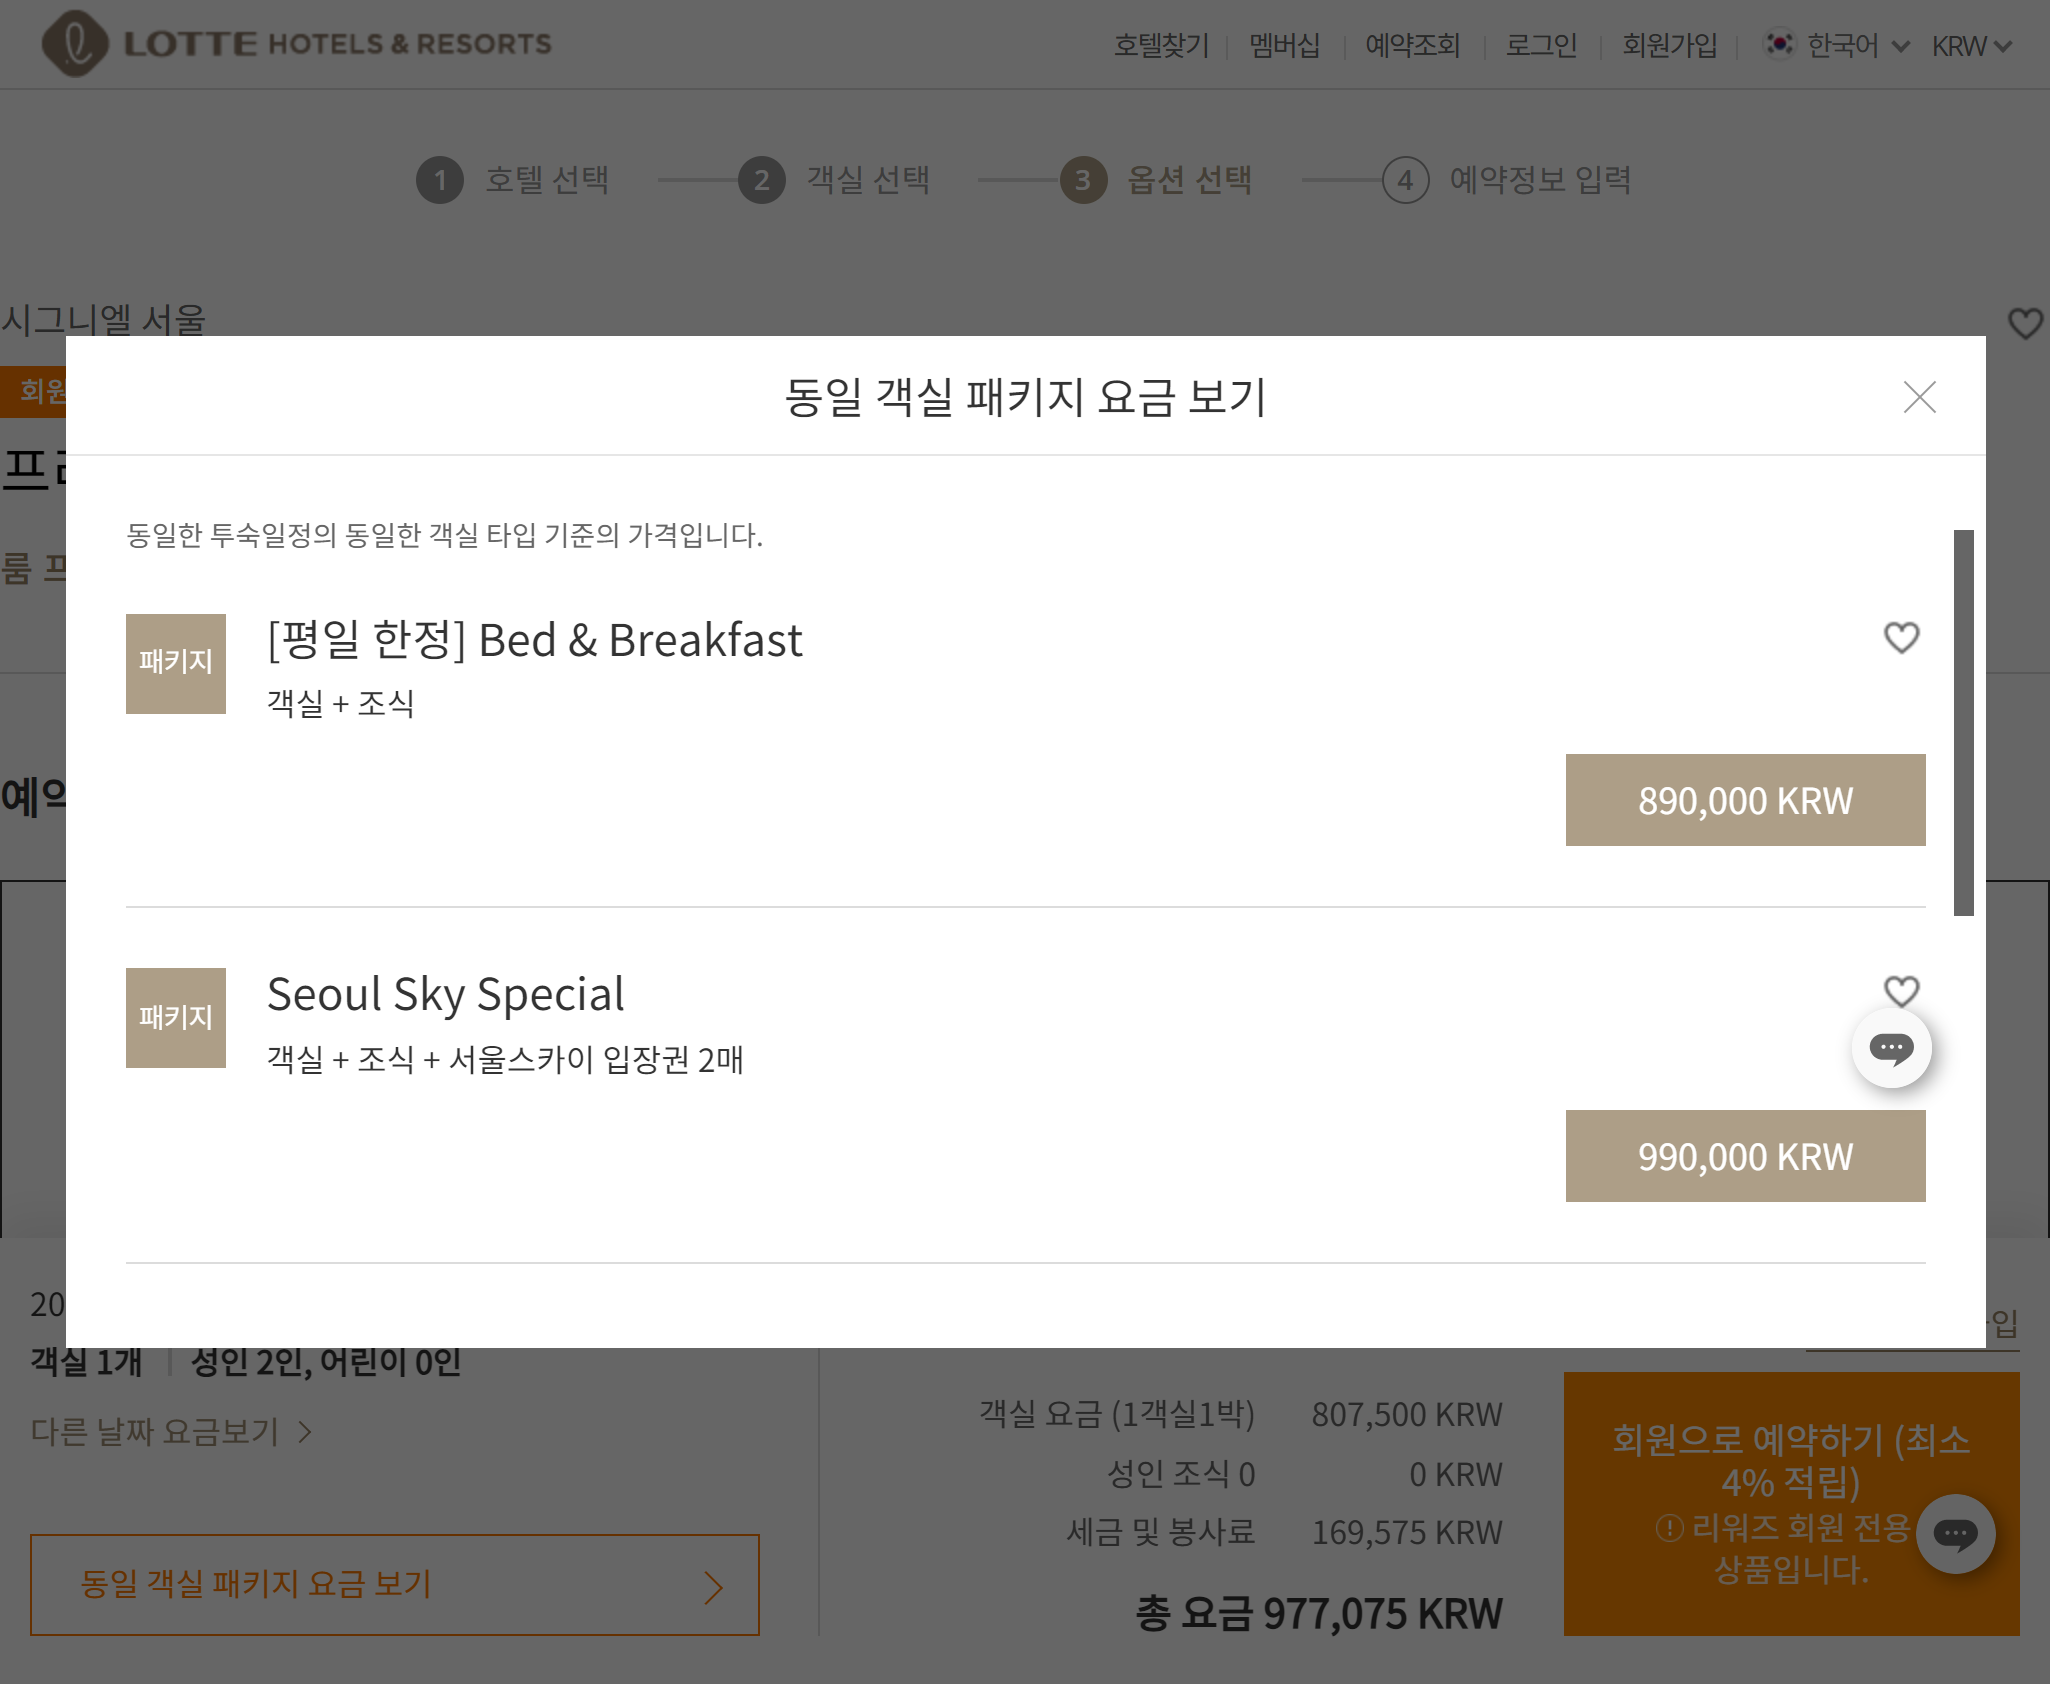 LOTTE HOTELS & RESORTS
호텔찾기 멤버십 예약조회 로그인 회원가입 한국어 KRW
1 호텔 선택 2 객실 선택 3 옵션 선택 4 예약정보 입력
시그니엘 서울
동일 객실 패키지 요금 보기
동일한 투숙일정의 동일한 객실 타입 기준의 가격입니다.
패키지
[평일 한정] Bed & Breakfast
객실 + 조식
890,000 KRW
패키지
Seoul Sky Special
객실 + 조식 + 서울스카이 입장권 2매
990,000 KRW
객실 1개 성인 2인, 어린이 0인
다른 날짜 요금보기
동일 객실 패키지 요금 보기
객실 요금 (1객실1박) 807,500 KRW
성인 조식 0 0 KRW
세금 및 봉사료 169,575 KRW
총 요금 977,075 KRW
회원으로 예약하기 (최소
4% 적립)
리워즈 회원 전용
상품입니다.